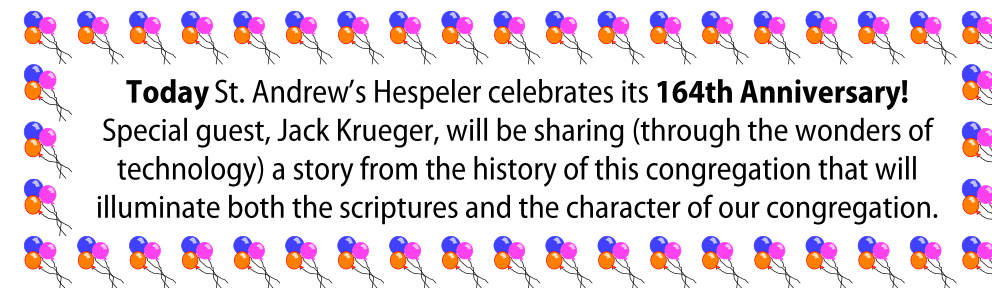 Today St. Andrew’s Hespeler celebrates its 164th Anniversary!
Special guest, Jack Krueger, will be sharing (through the wonders of
technology) a story from the history of this congregation that will
illuminate both the scriptures and the character of our congregation.